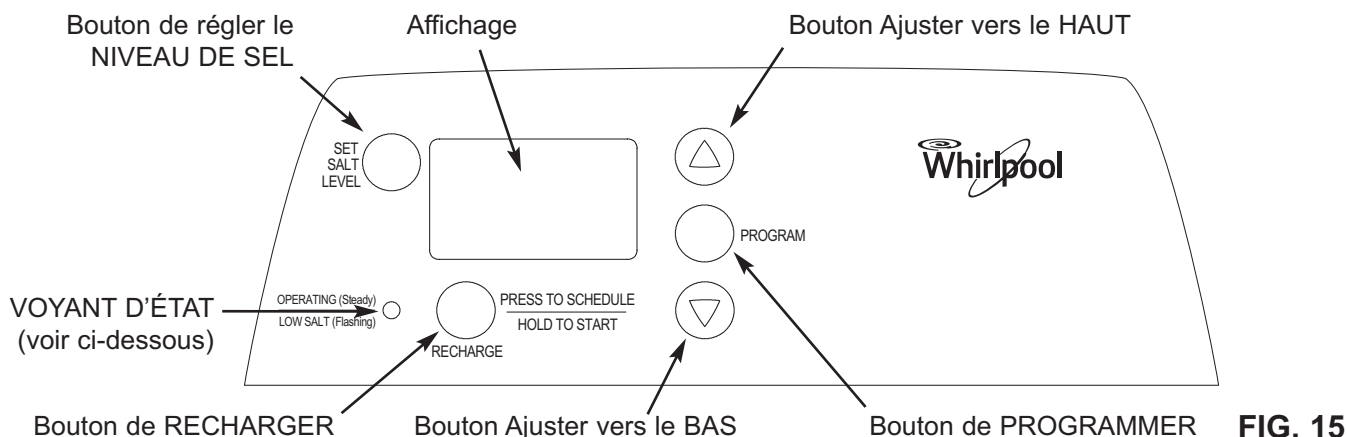 Bouton de régler le
NIVEAU DE SEL
Affichage
Bouton Ajuster vers le HAUT
SET
SALT
LEVEL
Whirlpool
PROGRAM
VOYANT D'ÉTAT
(voir ci-dessous)
OPERATING (Steady)
LOW SALT (Flashing)
PRESS TO SCHEDULE
HOLD TO START
RECHARGE
Bouton de RECHARGER
Bouton Ajuster vers le BAS
Bouton de PROGRAMMER
FIG. 15